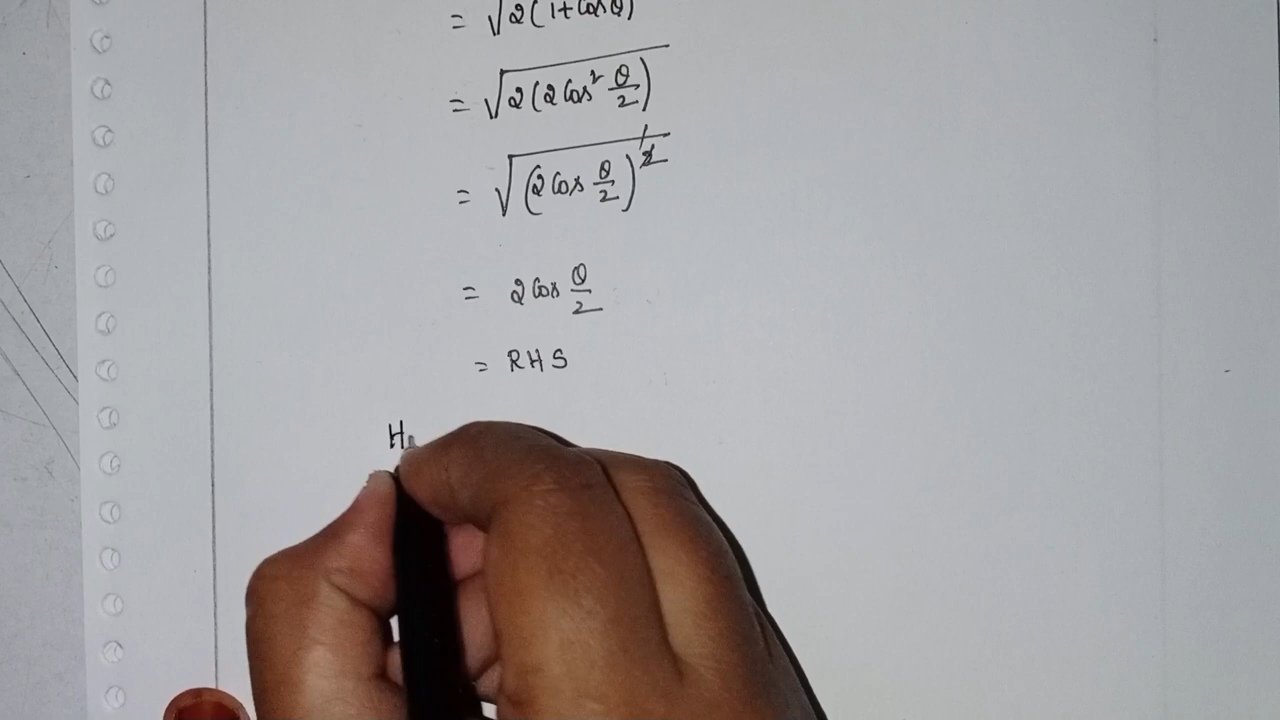 = √2(1+Cosθ)
= √2(2Cos² θ/2)
= √(2Cos θ/2)²
= 2Cos θ/2
= RHS
H